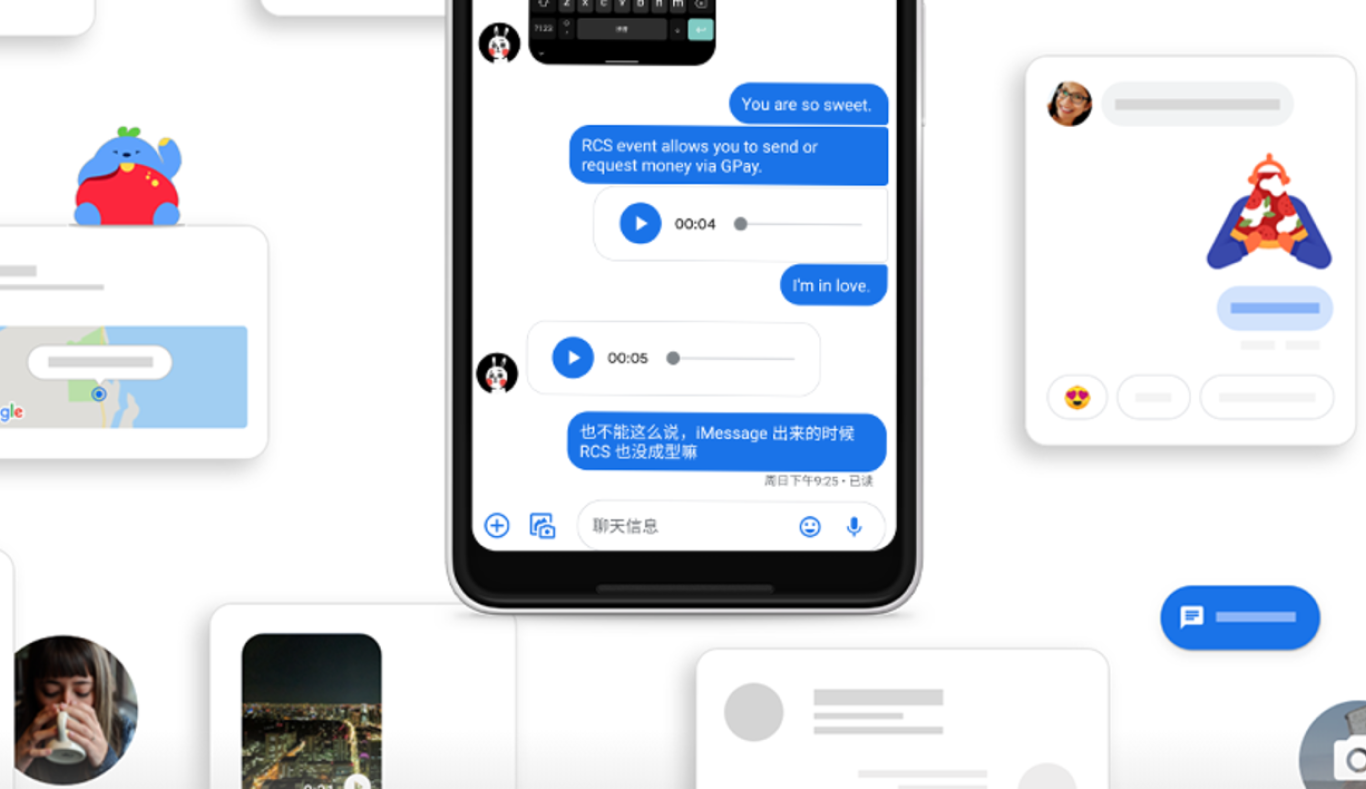 z x c v b n m
?123
You are so sweet.
RCS event allows you to send or
request money via GPay.
00:04
I'm in love.
00:05
gle
也不能这么说，iMessage 出来的时候
RCS 也没成型嘛
周日下午9:25 • 已读
聊天信息